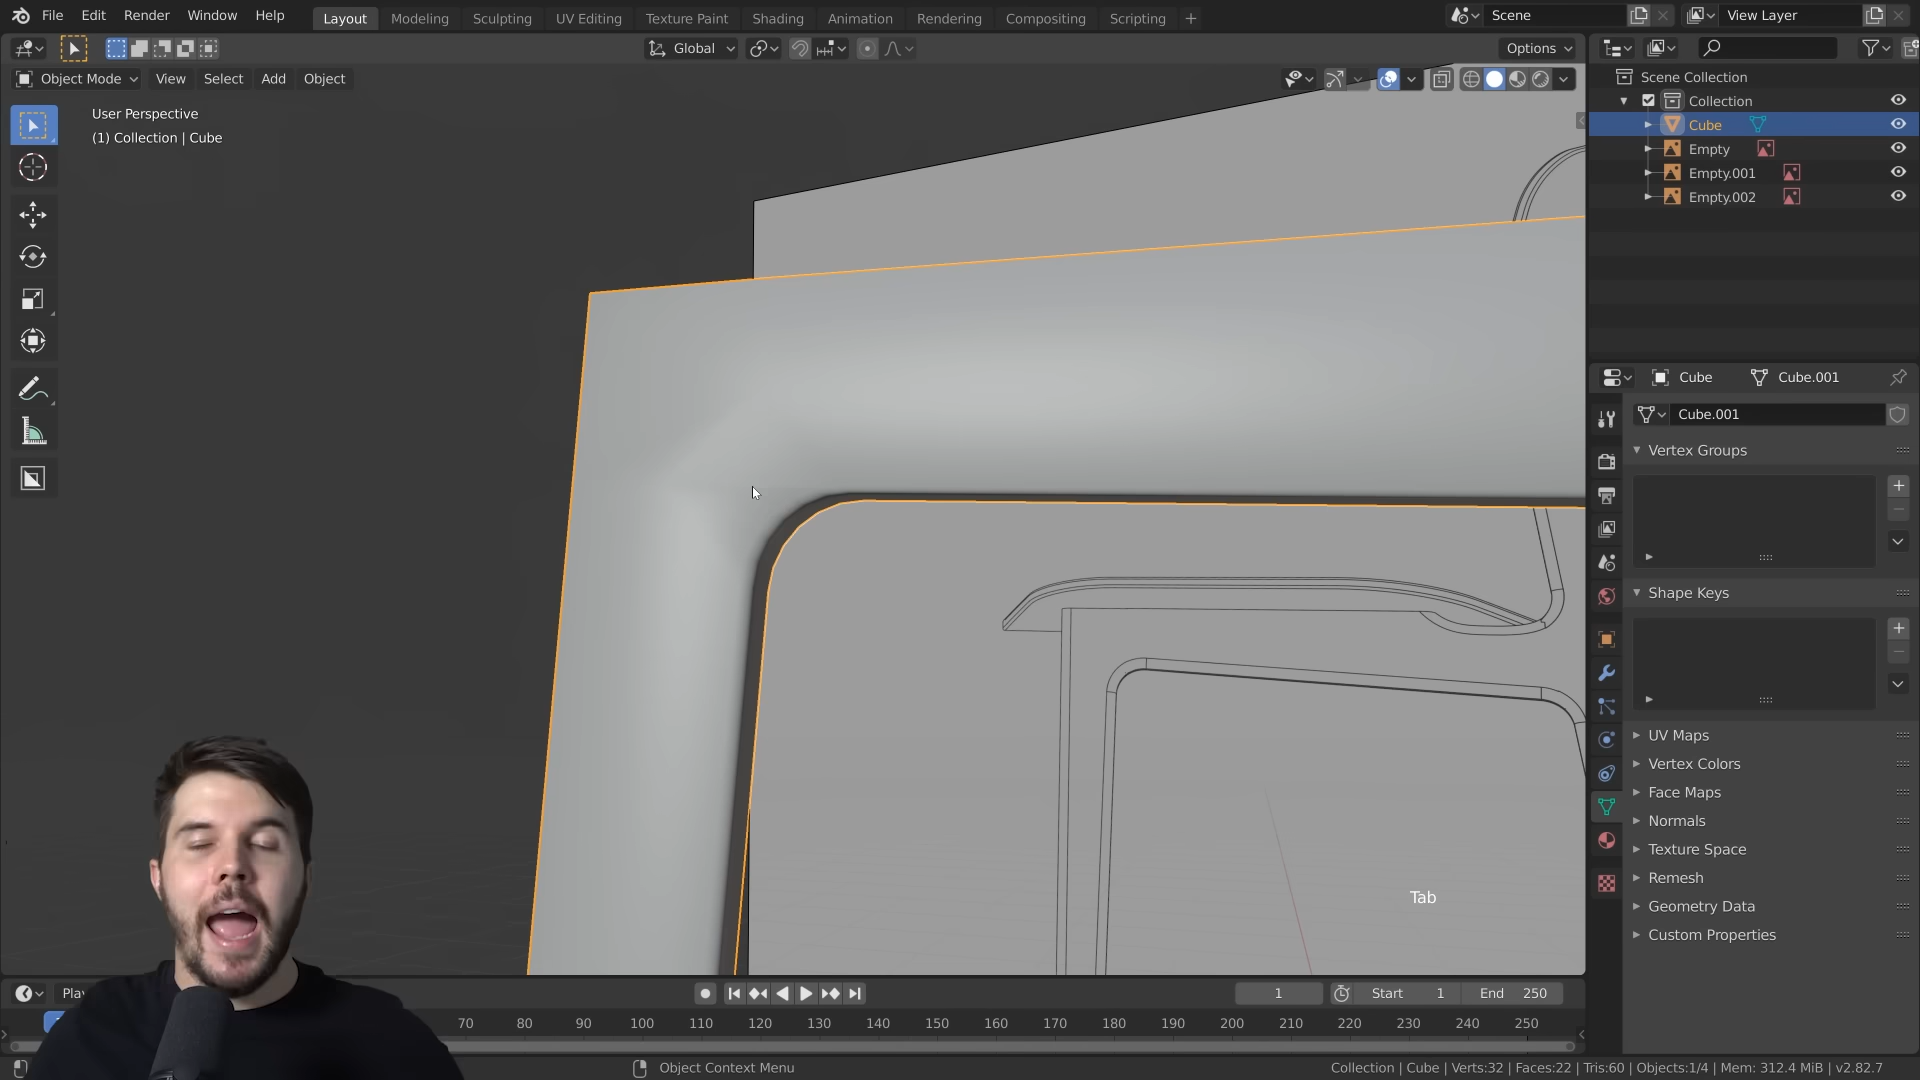 File Edit Render Window Help Layout Modeling Sculpting UV Editing Texture Paint Shading Animation Rendering Compositing Scripting + Scene View Layer
Global Options
Object Mode View Select Add Object
User Perspective
(1) Collection | Cube
Tab
Scene Collection
Collection
Cube
Empty
Empty.001
Empty.002
Cube Cube.001
Cube.001
Vertex Groups
Shape Keys
UV Maps
Vertex Colors
Face Maps
Normals
Texture Space
Remesh
Geometry Data
Custom Properties
1 Start 1 End 250
70 80 90 100 110 120 130 140 150 160 170 180 190 200 210 220 230 240 250
Object Context Menu
Collection | Cube | Verts:32 | Faces:22 | Tris:60 | Objects:1/4 | Mem: 312.4 MiB | v2.82.7